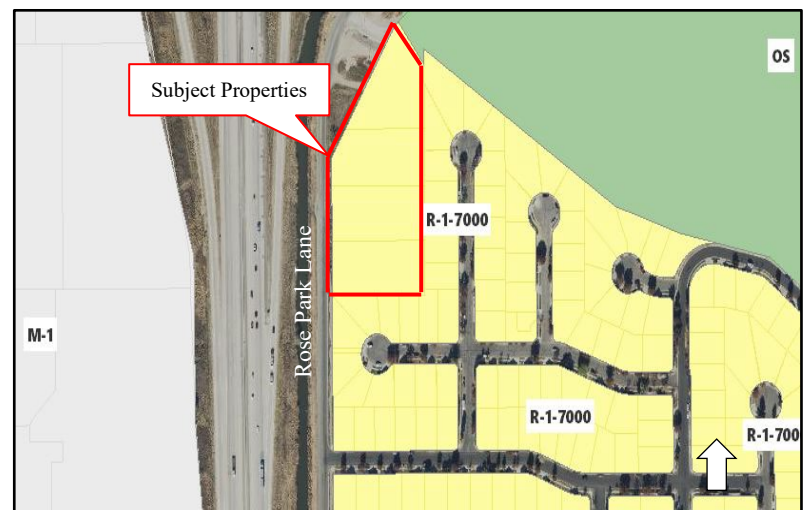 OS
Subject Properties
R-1-7000
Rose Park Lane
M-1
R-1-7000
R-1-700